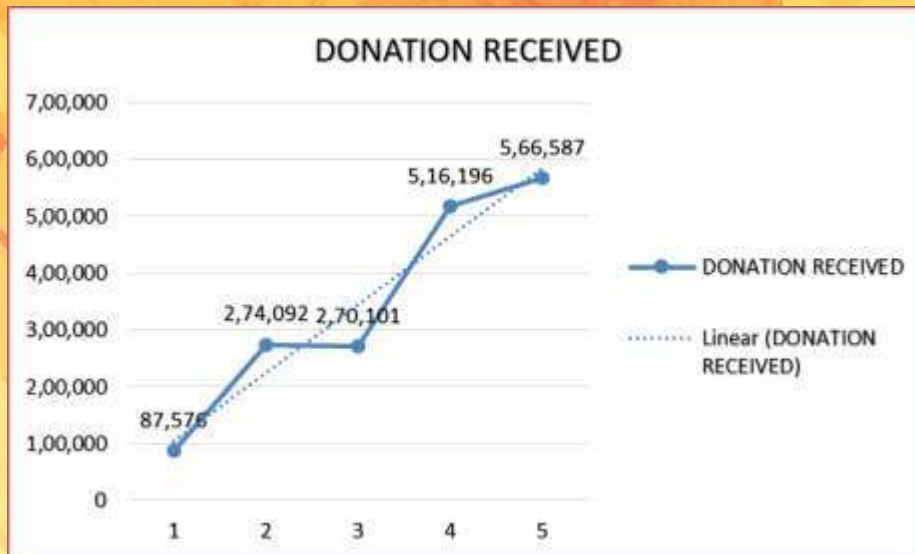 DONATION RECEIVED
7,00,000
6,00,000
5,00,000
4,00,000
3,00,000
2,00,000
1,00,000
0
87,576
2,74,092
2,70,101
5,16,196
5,66,587
1 2 3 4 5
DONATION RECEIVED
Linear (DONATION
RECEIVED)